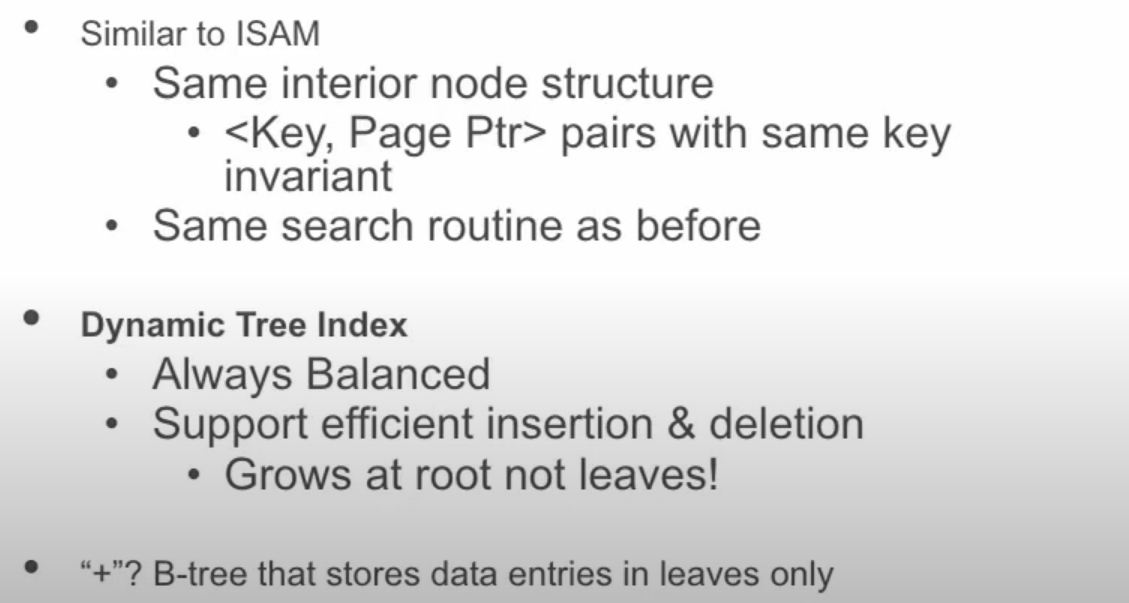 • Similar to ISAM
• Same interior node structure
• <Key, Page Ptr> pairs with same key
invariant
• Same search routine as before
• Dynamic Tree Index
• Always Balanced
• Support efficient insertion & deletion
• Grows at root not leaves!
• “+”? B-tree that stores data entries in leaves only